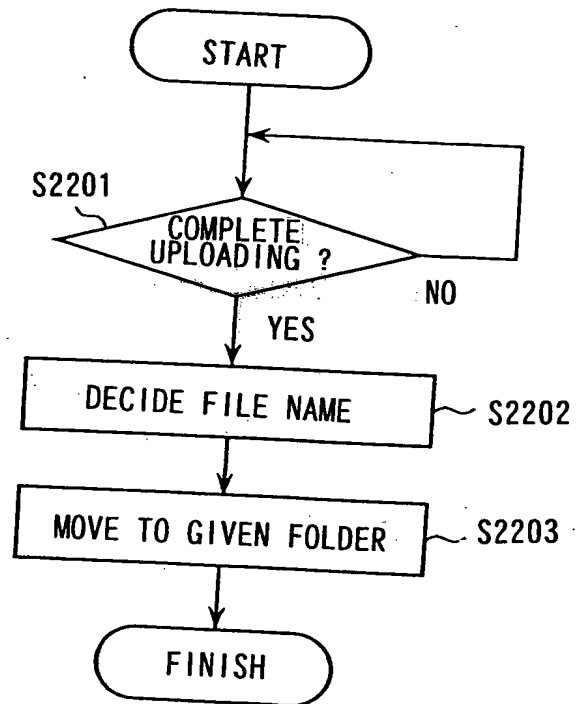 START
S2201
COMPLETE
UPLOADING ?
NO
YES
DECIDE FILE NAME
S2202
MOVE TO GIVEN FOLDER
S2203
FINISH